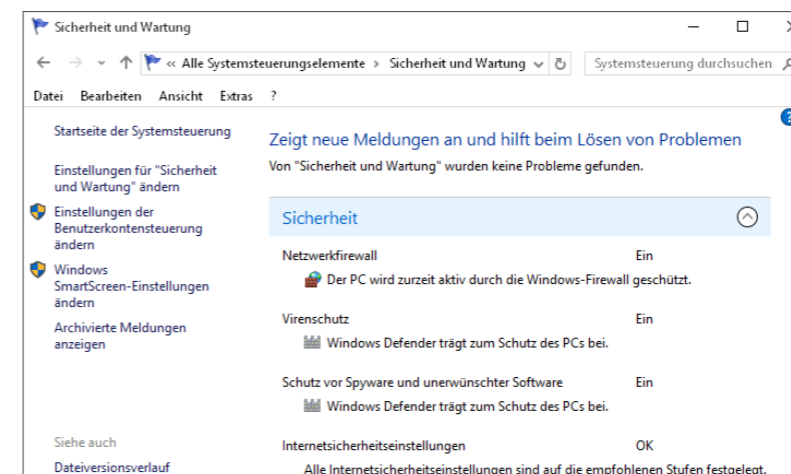 Sicherheit und Wartung
« Alle Systemsteuerungselemente › Sicherheit und Wartung
Systemsteuerung durchsuchen
Datei Bearbeiten Ansicht Extras ?
Startseite der Systemsteuerung
Einstellungen für "Sicherheit
und Wartung" ändern
Einstellungen der
Benutzerkontensteuerung
ändern
Windows
SmartScreen-Einstellungen
ändern
Archivierte Meldungen
anzeigen
Siehe auch
Dateiversionsverlauf
Zeigt neue Meldungen an und hilft beim Lösen von Problemen
Von "Sicherheit und Wartung" wurden keine Probleme gefunden.
Sicherheit
Netzwerkfirewall Ein
Der PC wird zurzeit aktiv durch die Windows-Firewall geschützt.
Virenschutz Ein
Windows Defender trägt zum Schutz des PCs bei.
Schutz vor Spyware und unerwünschter Software Ein
Windows Defender trägt zum Schutz des PCs bei.
Internetsicherheitseinstellungen OK
Alle Internetsicherheitseinstellungen sind auf die empfohlenen Stufen festgelegt.